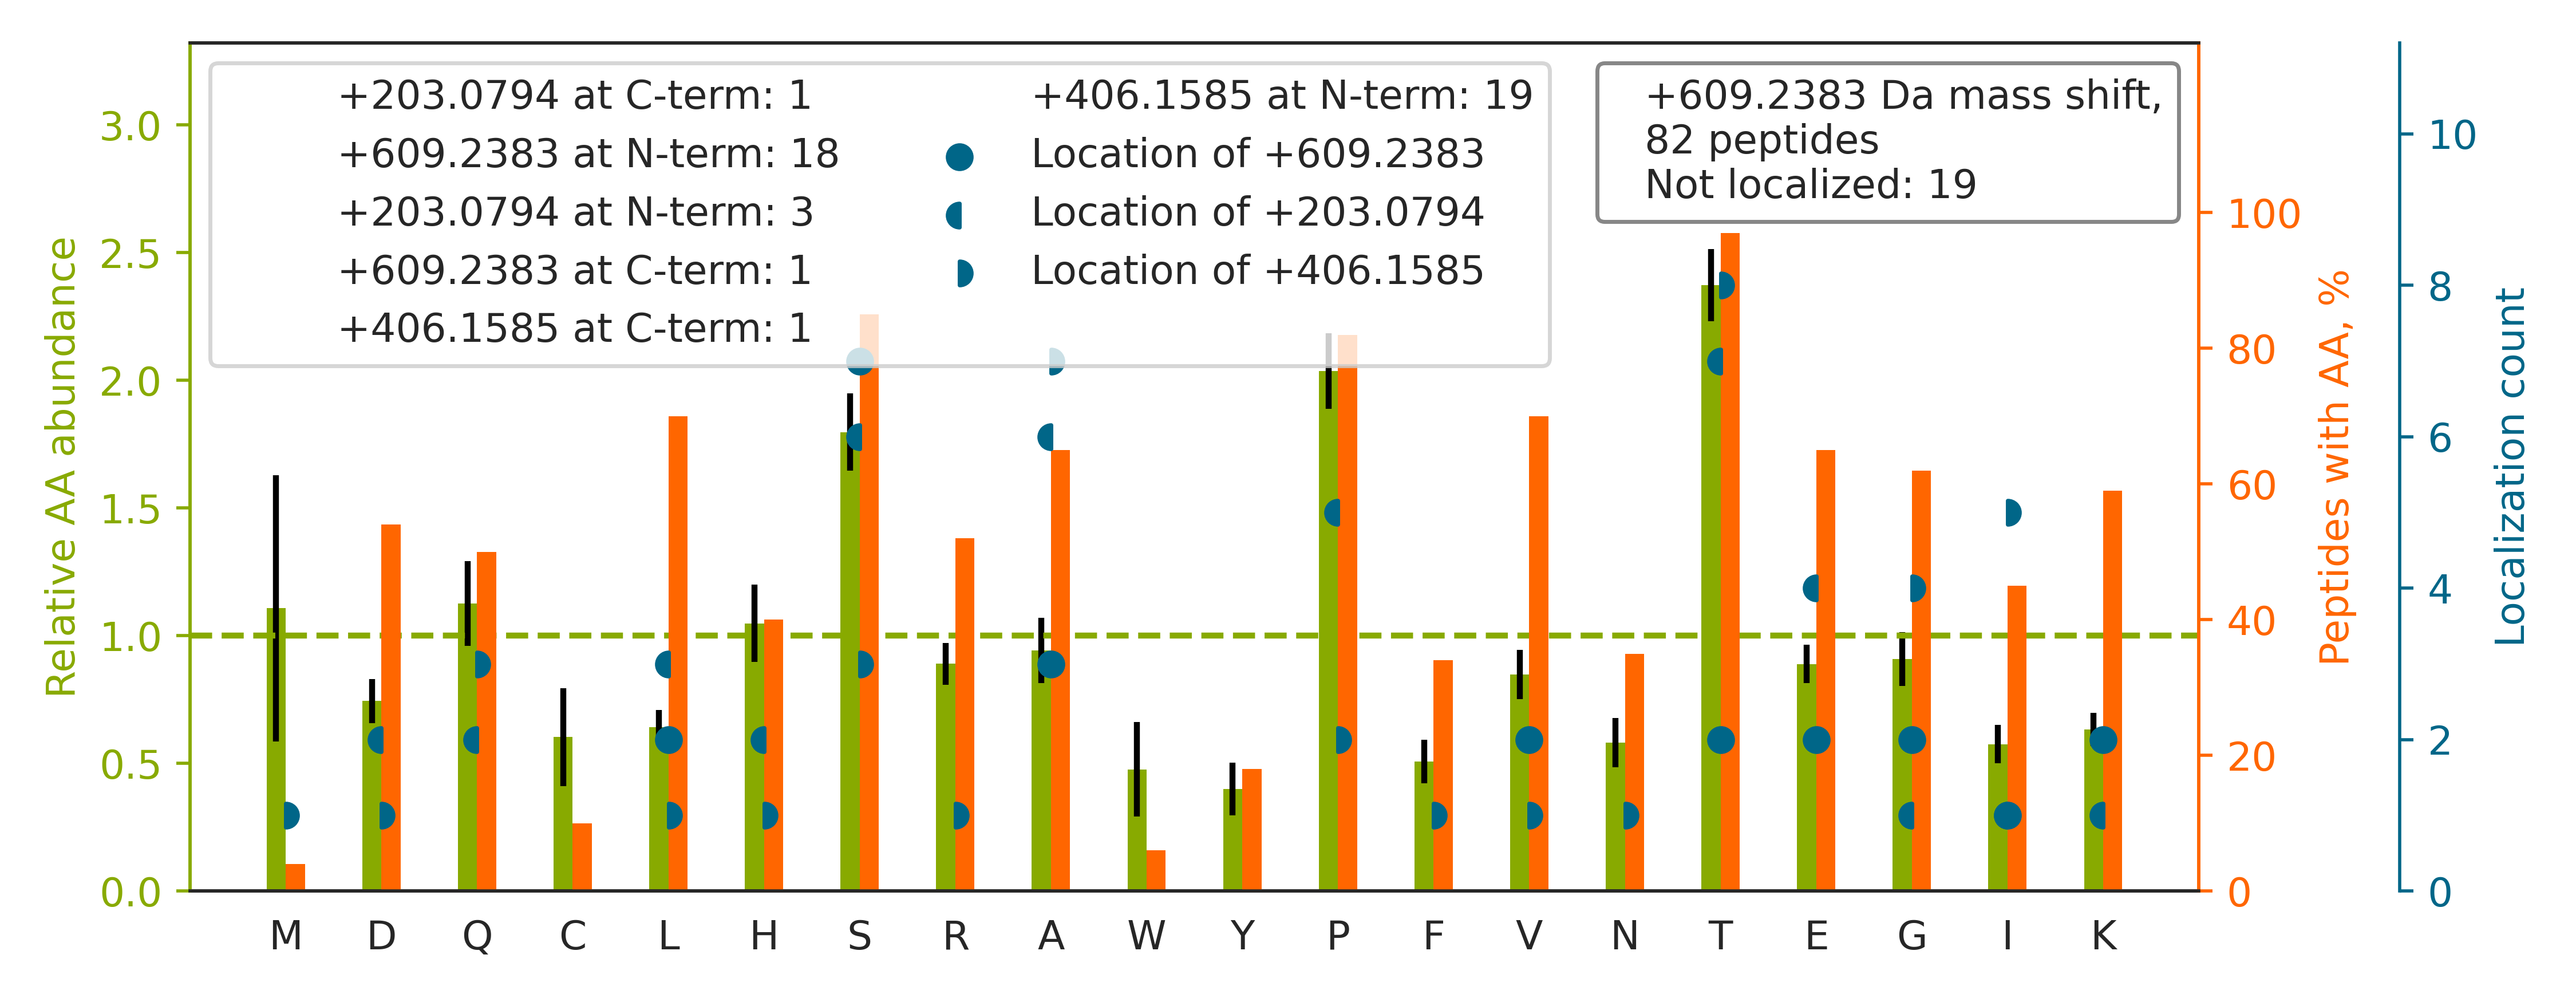 +203.0794 at C-term: 1
+609.2383 at N-term: 18
+203.0794 at N-term: 3
+609.2383 at C-term: 1
+406.1585 at C-term: 1
+406.1585 at N-term: 19
Location of +609.2383
Location of +203.0794
Location of +406.1585
+609.2383 Da mass shift,
82 peptides
Not localized: 19
Relative AA abundance
3.0
2.5
2.0
1.5
1.0
0.5
0.0
M D Q C L H S R A W Y P F V N T E G I K
100
80
60
40
20
0
Peptides with AA, %
10
8
6
4
2
0
Localization count